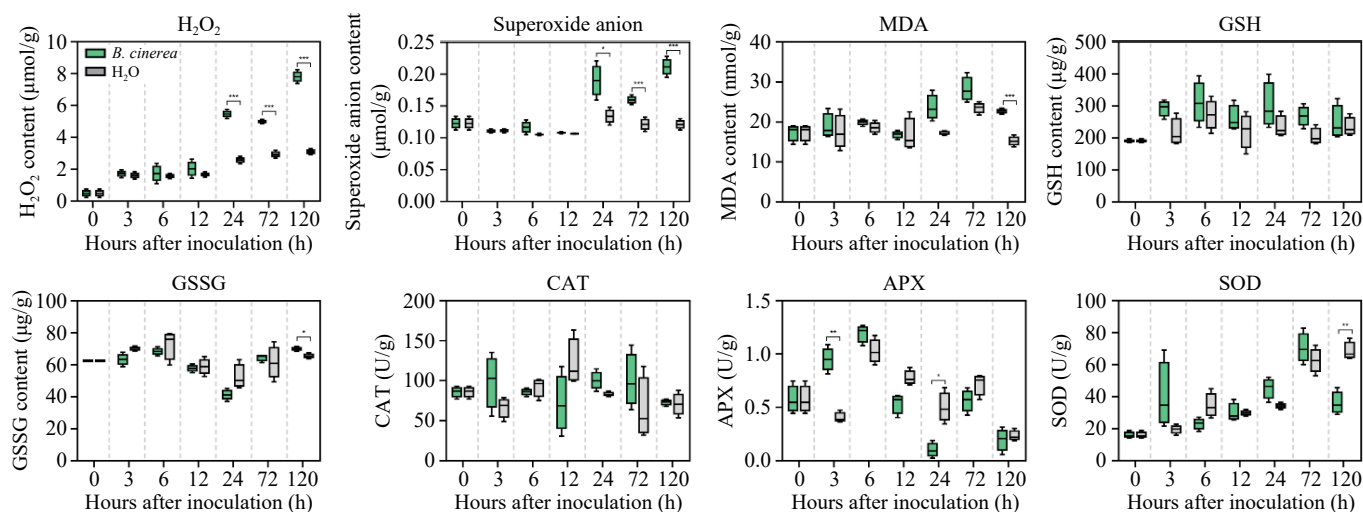 H₂O₂
H₂O₂ content (μmol/g)
10
8
6
4
2
0
B. cinerea
H₂O
***
***
***
0 3 6 12 24 72 120
Hours after inoculation (h)
Superoxide anion
Superoxide anion content
(μmol/g)
0.25
0.20
0.15
0.10
0.05
0.00
*
***
***
0 3 6 12 24 72 120
Hours after inoculation (h)
MDA
MDA content (nmol/g)
40
30
20
10
0
***
0 3 6 12 24 72 120
Hours after inoculation (h)
GSH
GSH content (μg/g)
500
400
300
200
100
0
0 3 6 12 24 72 120
Hours after inoculation (h)
GSSG
GSSG content (μg/g)
100
80
60
40
20
0
*
0 3 6 12 24 72 120
Hours after inoculation (h)
CAT
CAT (U/g)
200
150
100
50
0
0 3 6 12 24 72 120
Hours after inoculation (h)
APX
APX (U/g)
1.5
1.0
0.5
0.0
**
*
0 3 6 12 24 72 120
Hours after inoculation (h)
SOD
SOD (U/g)
100
80
60
40
20
0
**
0 3 6 12 24 72 120
Hours after inoculation (h)